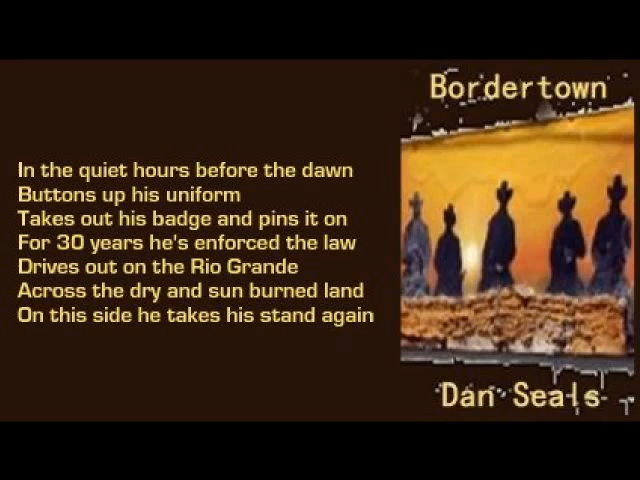 Bordertown
In the quiet hours before the dawn
Buttons up his uniform
Takes out his badge and pins it on
For 30 years he's enforced the law
Drives out on the Rio Grande
Across the dry and sun burned land
On this side he takes his stand again
Dan Seals